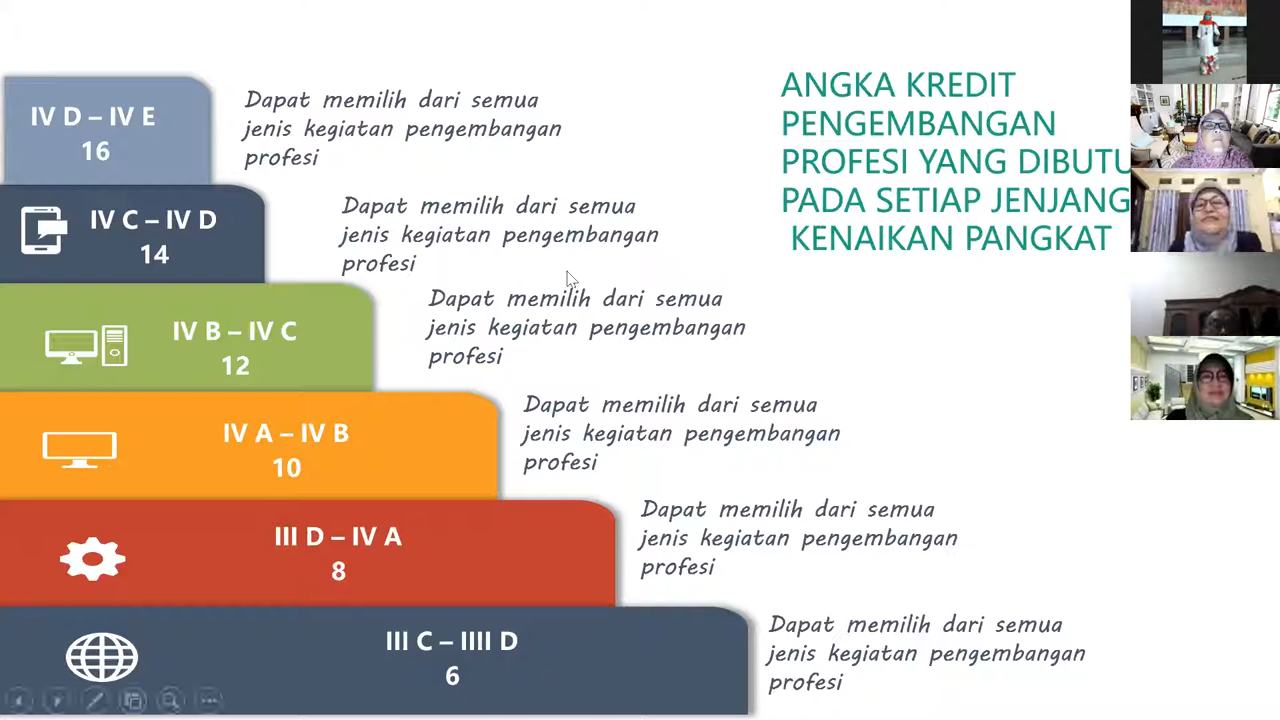 ANGKA KREDIT
PENGEMBANGAN
PROFESI YANG DIBUTU
PADA SETIAP JENJANG
KENAIKAN PANGKAT
IV D – IV E
16
Dapat memilih dari semua
jenis kegiatan pengembangan
profesi
IV C – IV D
14
Dapat memilih dari semua
jenis kegiatan pengembangan
profesi
IV B – IV C
12
Dapat memilih dari semua
jenis kegiatan pengembangan
profesi
IV A – IV B
10
Dapat memilih dari semua
jenis kegiatan pengembangan
profesi
III D – IV A
8
Dapat memilih dari semua
jenis kegiatan pengembangan
profesi
III C – IIII D
6
Dapat memilih dari semua
jenis kegiatan pengembangan
profesi